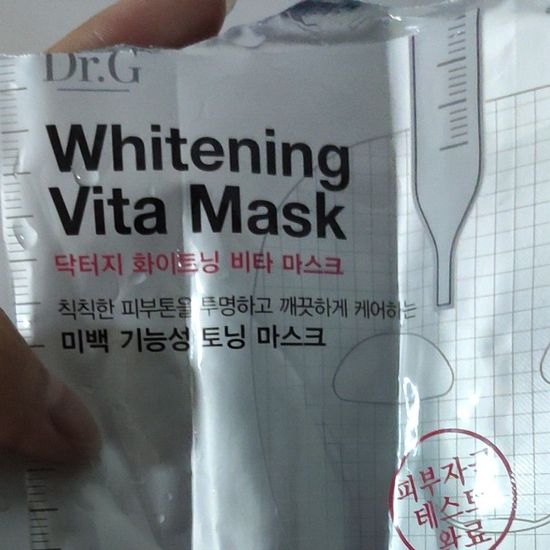 Dr.G
Whitening
Vita Mask
닥터지 화이트닝 비타 마스크
칙칙한 피부톤을 투명하고 깨끗하게 케어하는
미백 기능성 토닝 마스크
피부자극
테스트
완료